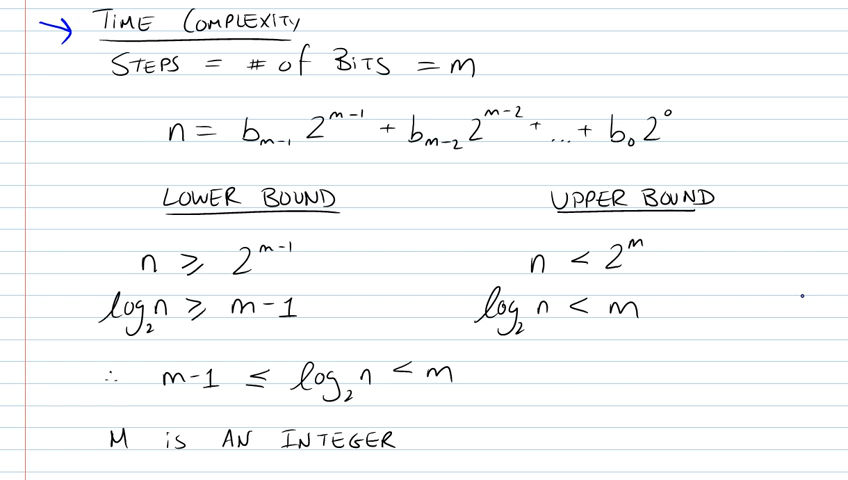 → TIME COMPLEXITY
STEPS = # of BITS = m
n = b_{m-1} 2^{m-1} + b_{m-2} 2^{m-2} + ... + b_0 2^0
LOWER BOUND
n ≥ 2^{m-1}
log_2 n ≥ m-1
UPPER BOUND
n < 2^m
log_2 n < m
∴ m-1 ≤ log_2 n < m
M is AN INTEGER